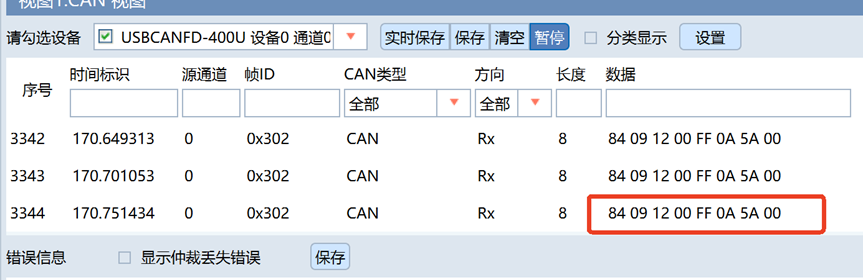 视图1:CAN 视图
请勾选设备 USBCANFD-400U 设备0 通道0 实时保存 保存 清空 暂停 分类显示 设置
序号 时间标识 源通道 帧ID CAN类型 方向 长度 数据
全部 全部
3342 170.649313 0 0x302 CAN Rx 8 84 09 12 00 FF 0A 5A 00
3343 170.701053 0 0x302 CAN Rx 8 84 09 12 00 FF 0A 5A 00
3344 170.751434 0 0x302 CAN Rx 8 84 09 12 00 FF 0A 5A 00
错误信息 显示仲裁丢失错误 保存